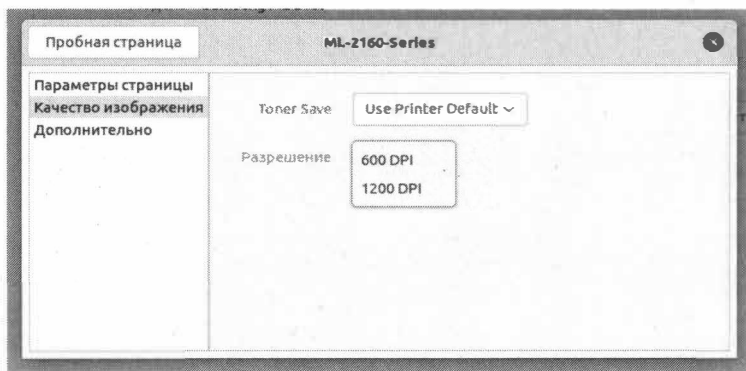 Пробная страница
ML-2160-Series
Параметры страницы
Качество изображения
Дополнительно
Toner Save
Use Printer Default
Разрешение
600 DPI
1200 DPI